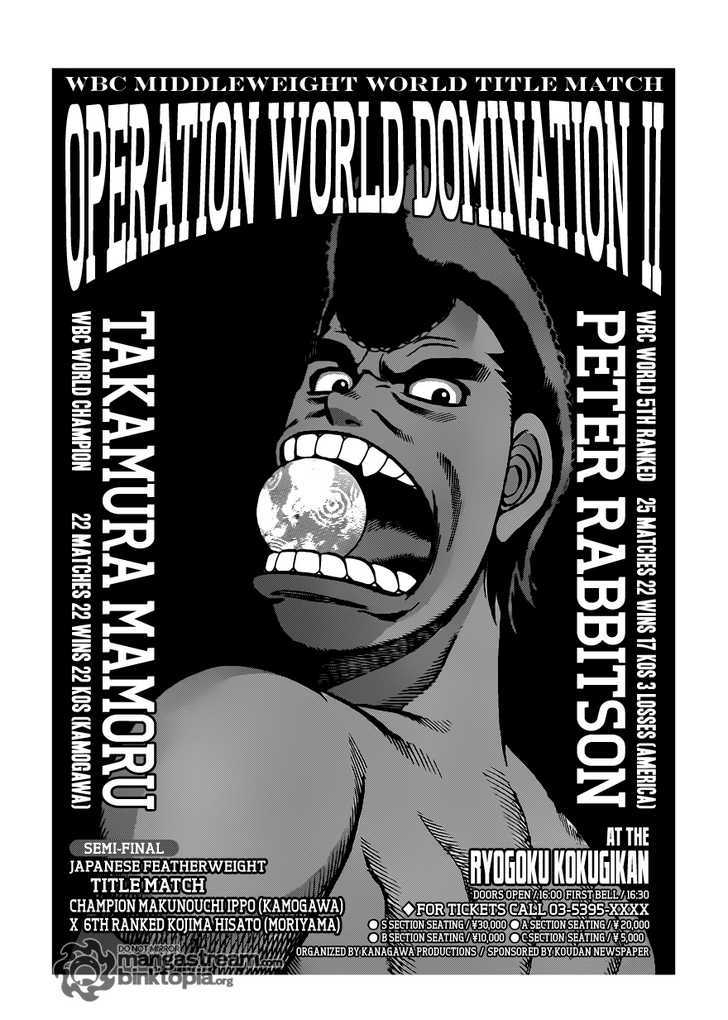 WBC MIDDLEWEIGHT WORLD TITLE MATCH
OPERATION WORLD DOMINATION II
TAKAMURA MAMORU
WBC WORLD CHAMPION 22 MATCHES 22 WINS 22 KOS (KAMOGAWA)
WBC WORLD 5TH RANKED 25 MATCHES 22 WINS 17 KOS 3 LOSSES (AMERICA)
PETER RABBITSON
SEMI-FINAL
JAPANESE FEATHERWEIGHT
TITLE MATCH
CHAMPION MAKUNOUCHI IPPO (KAMOGAWA)
X 6TH RANKED KOJIMA HISATO (MORIYAMA)
AT THE
RYOGOKU KOKUGIKAN
DOORS OPEN / 16:00 FIRST BELL / 16:30
◆FOR TICKETS CALL 03-5395-XXXX
●S SECTION SEATING / ¥30,000 ●A SECTION SEATING / ¥20,000
●B SECTION SEATING / ¥10,000 ●C SECTION SEATING / ¥5,000
ORGANIZED BY KANAGAWA PRODUCTIONS / SPONSORED BY KOUDAN NEWSPAPER
DO NOT MIRROR
mangastream.com
binktopia.org